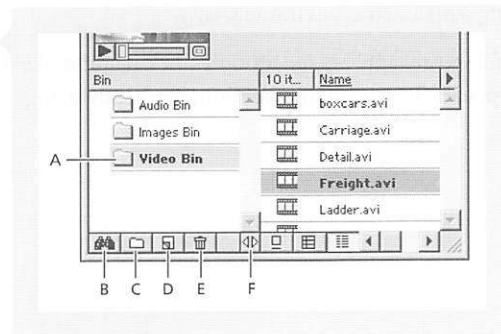 Bin
10 it...
Name
Audio Bin
boxcars.avi
Images Bin
Carriage.avi
A
Video Bin
Detail.avi
Freight.avi
Ladder.avi
B
C
D
E
F